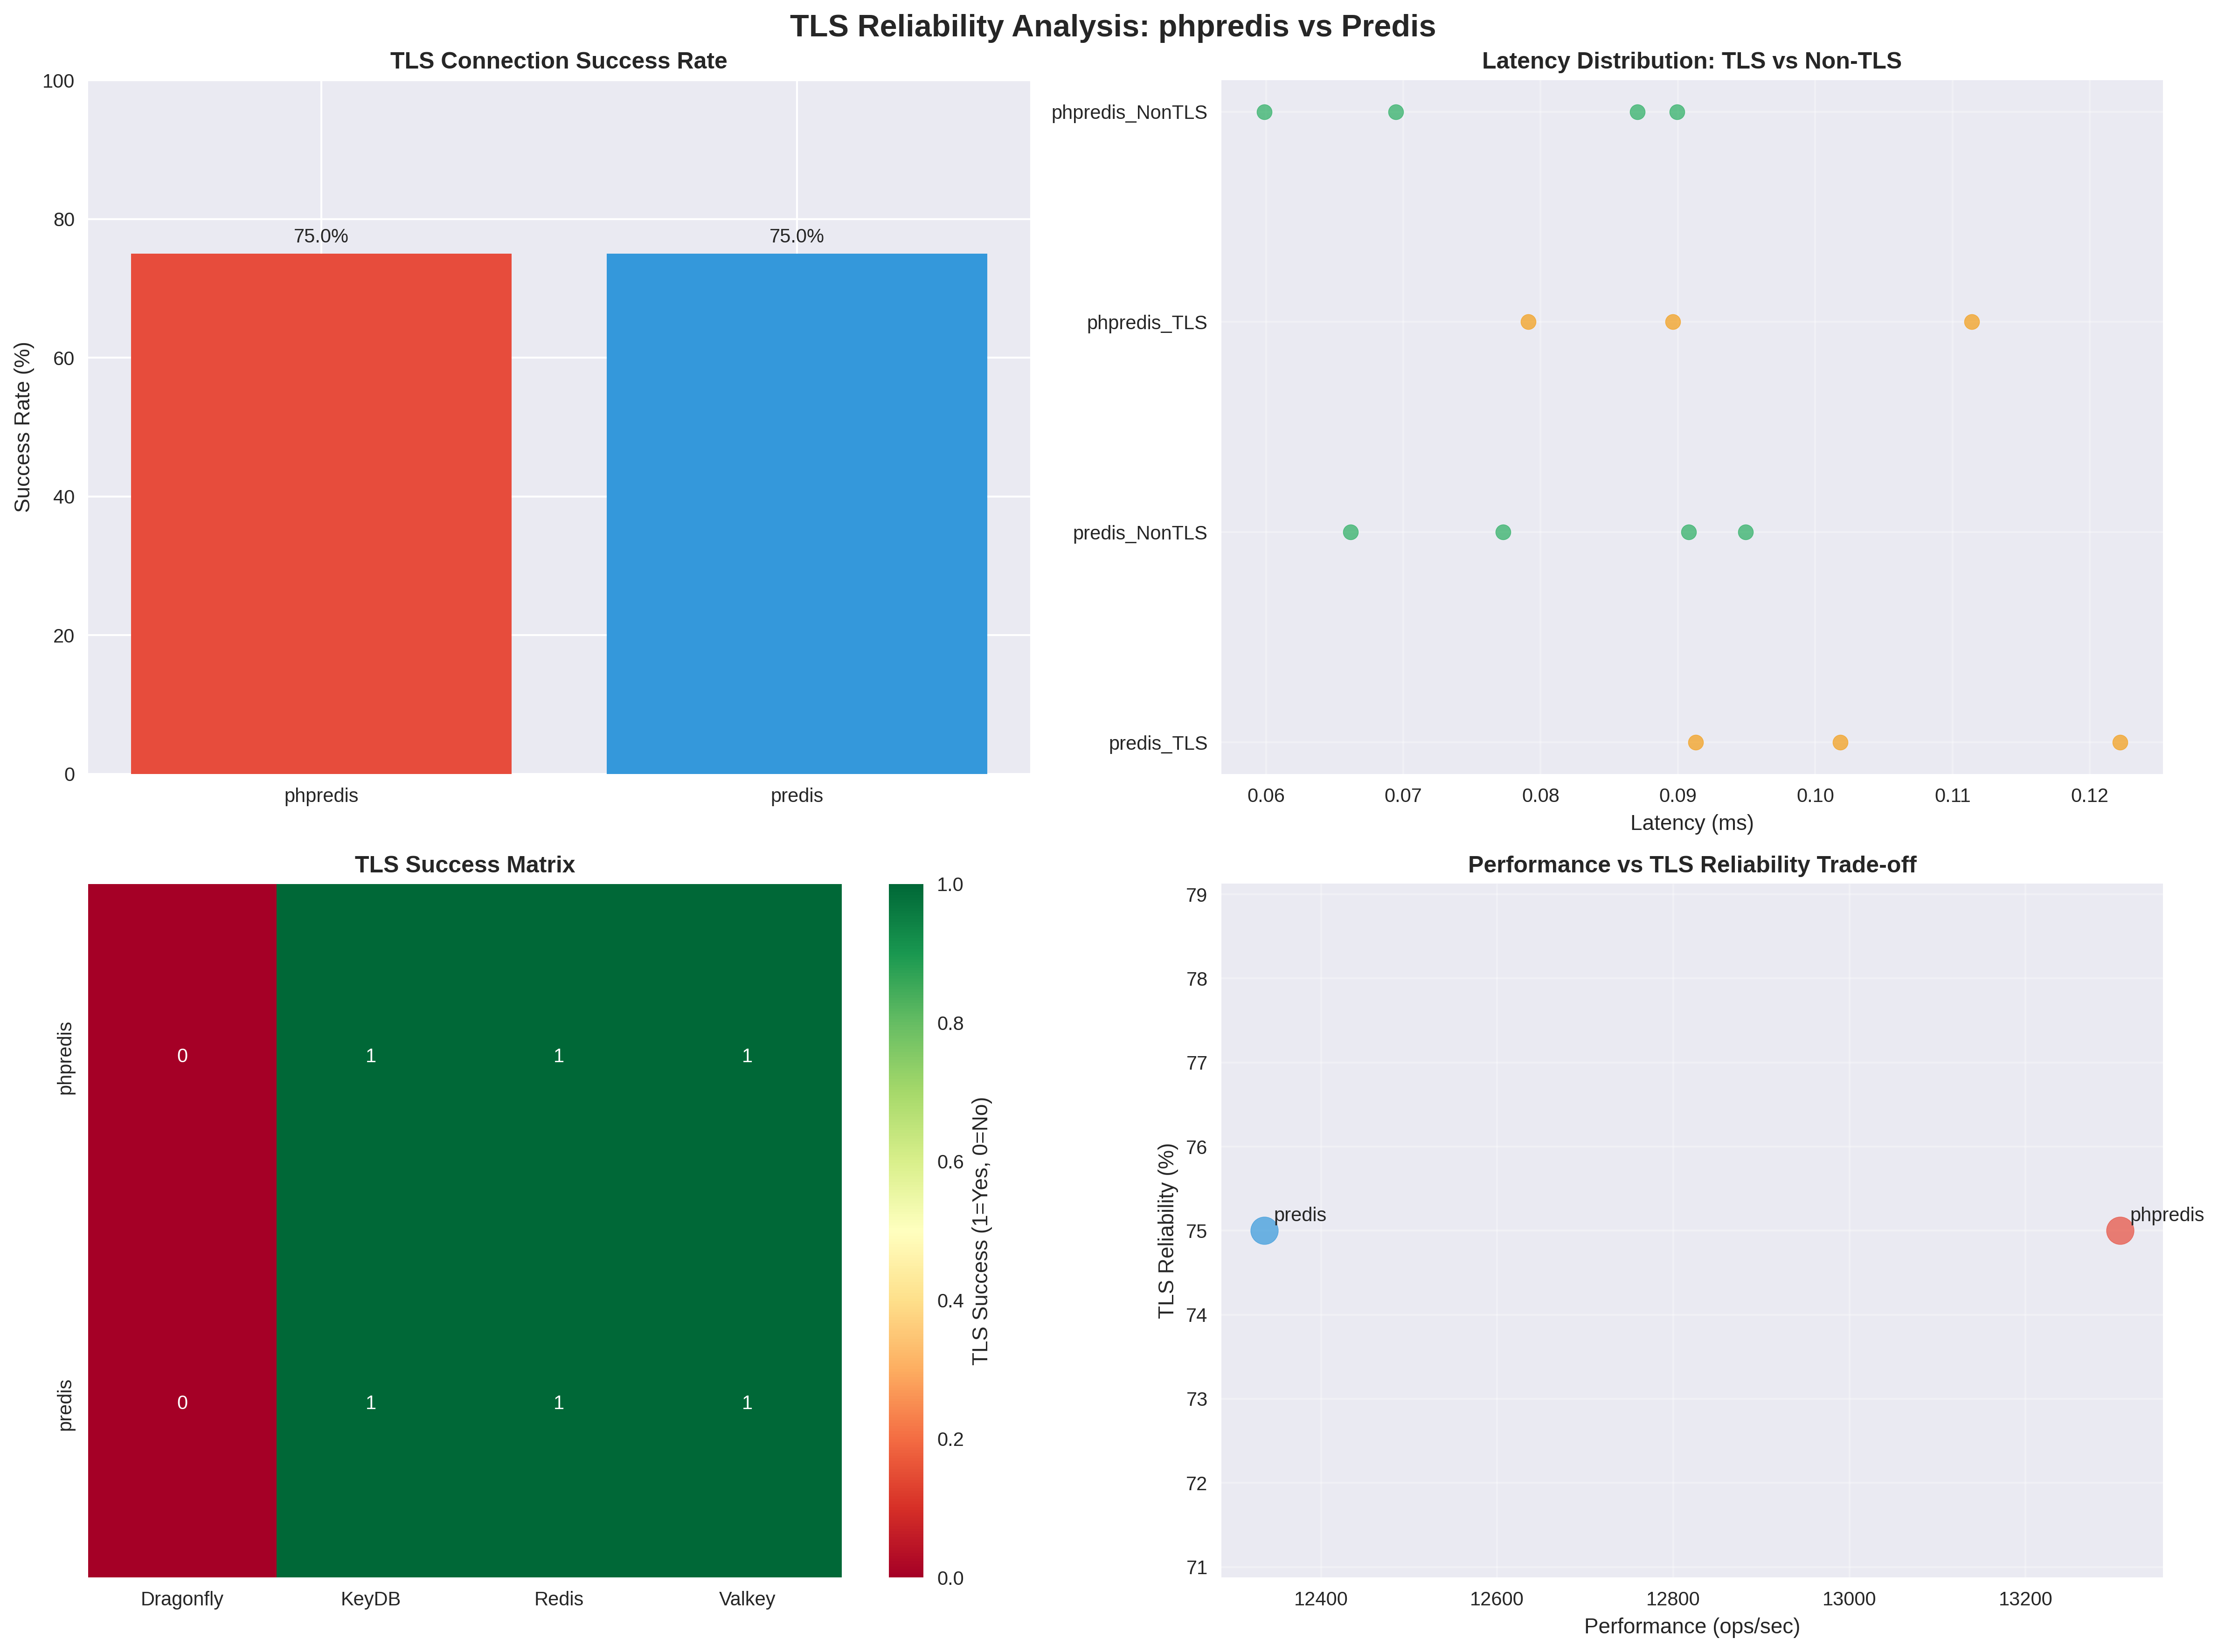 TLS Reliability Analysis: phpredis vs Predis
TLS Connection Success Rate
100
80
60
40
20
0
Success Rate (%)
75.0%
75.0%
phpredis
predis
Latency Distribution: TLS vs Non-TLS
phpredis_NonTLS
phpredis_TLS
predis_NonTLS
predis_TLS
0.06
0.07
0.08
0.09
0.10
0.11
0.12
Latency (ms)
TLS Success Matrix
phpredis
predis
0
1
1
1
0
1
1
1
Dragonfly
KeyDB
Redis
Valkey
1.0
0.8
0.6
0.4
0.2
0.0
TLS Success (1=Yes, 0=No)
Performance vs TLS Reliability Trade-off
79
78
77
76
75
74
73
72
71
TLS Reliability (%)
predis
phpredis
12400
12600
12800
13000
13200
Performance (ops/sec)